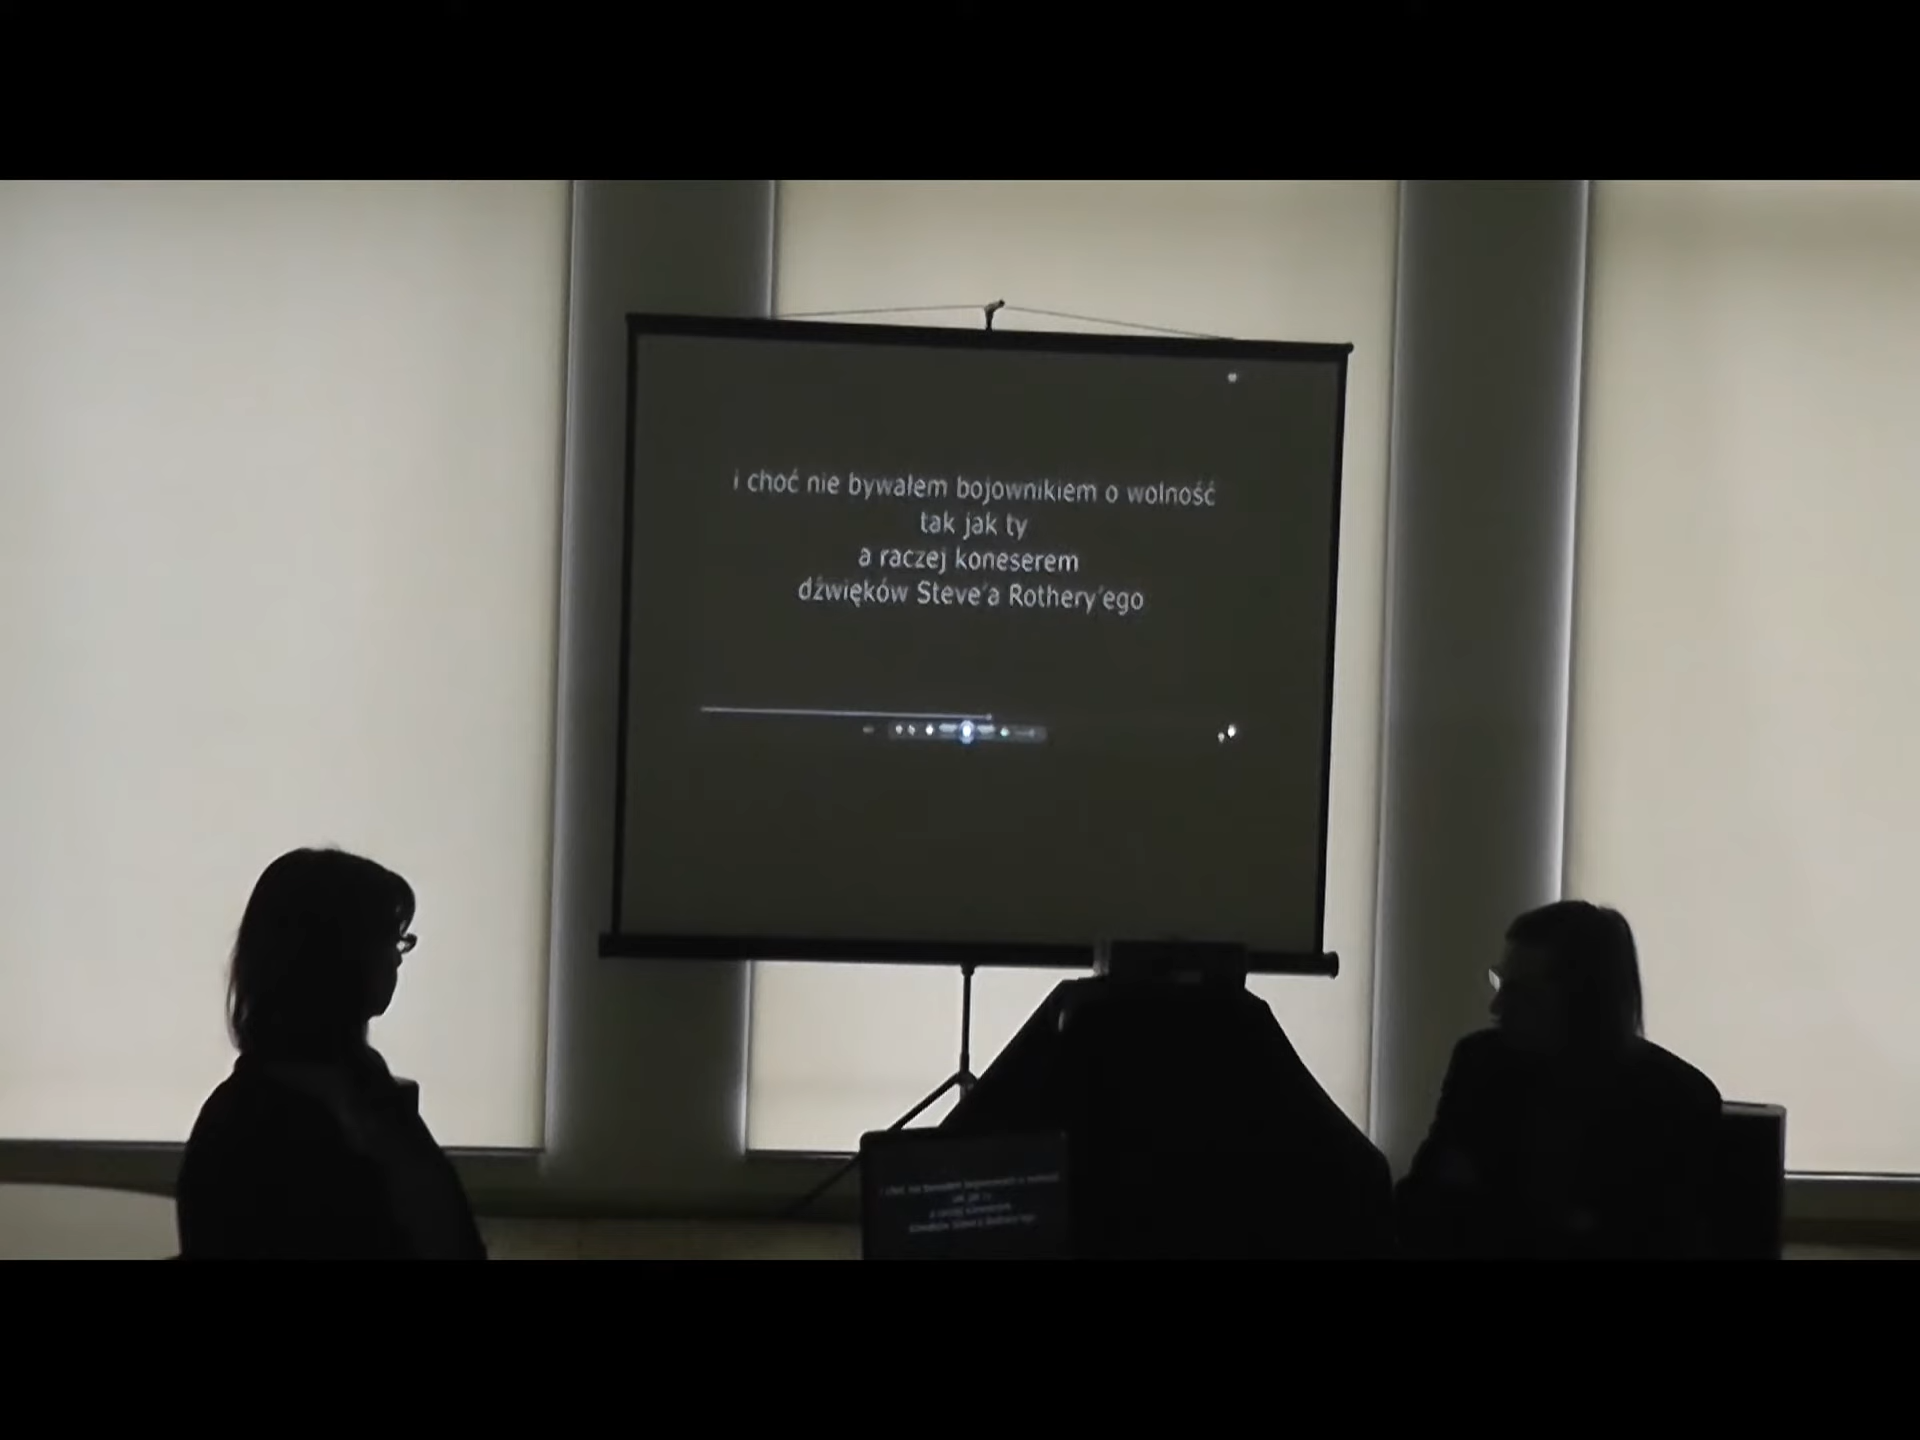 i choć nie bywałem bojownikiem o wolność
tak jak ty
a raczej koneserem
dźwięków Steve'a Rothery'ego